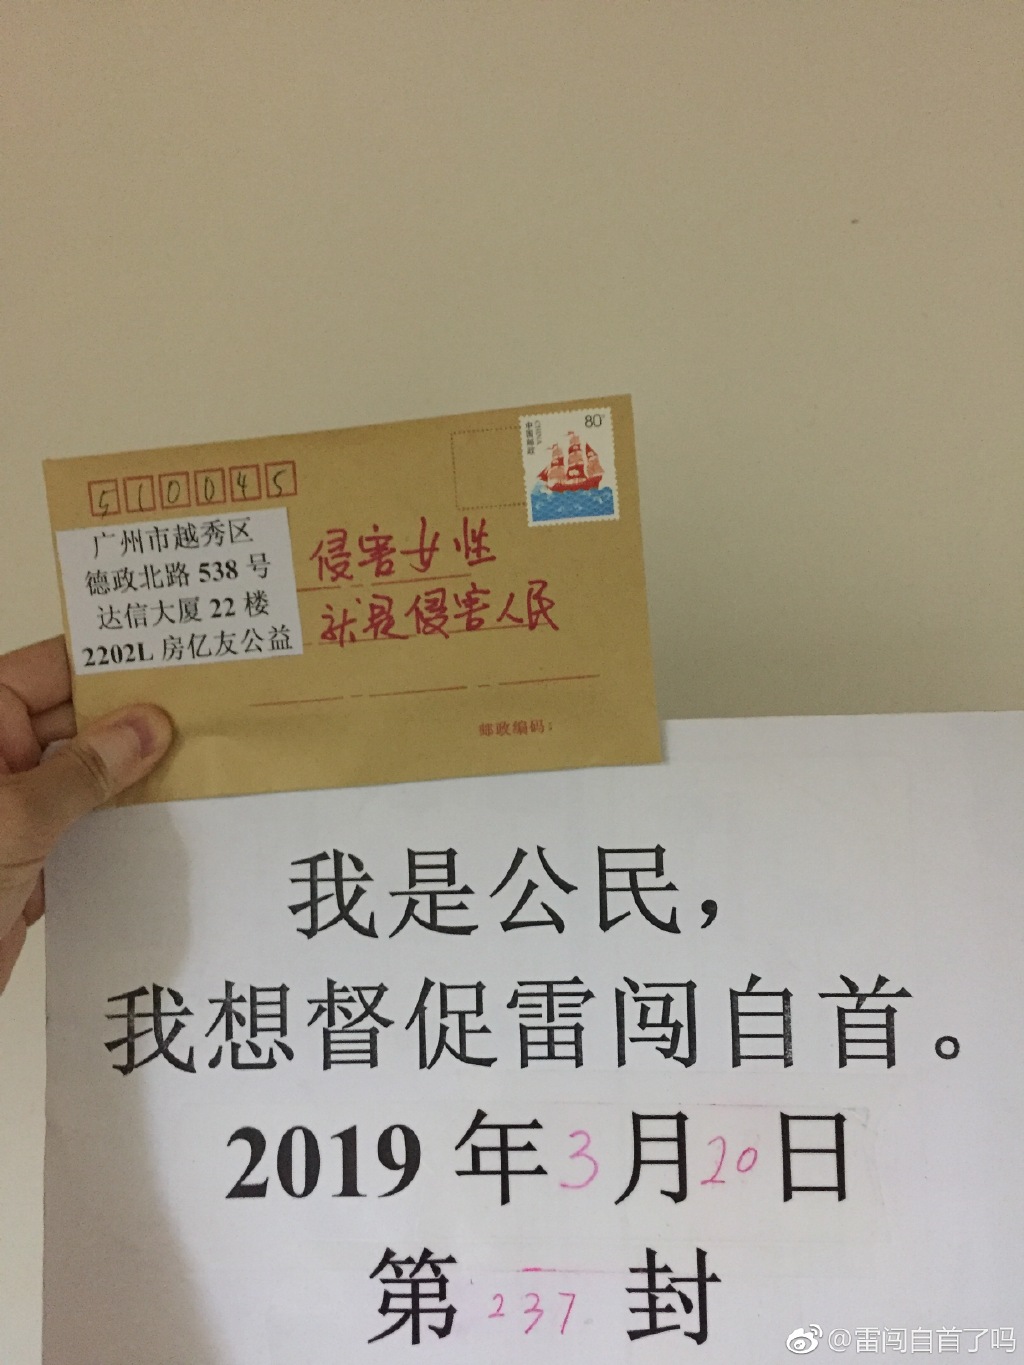 中国邮政
CHINA
80分
510045
广州市越秀区
德政北路 538 号
达信大厦 22 楼
2202L 房亿友公益
侵害女性
就是侵害人民
邮政编码：
我是公民，
我想督促雷闯自首。
2019 年 3 月 20 日
第 237 封
@雷闯自首了吗